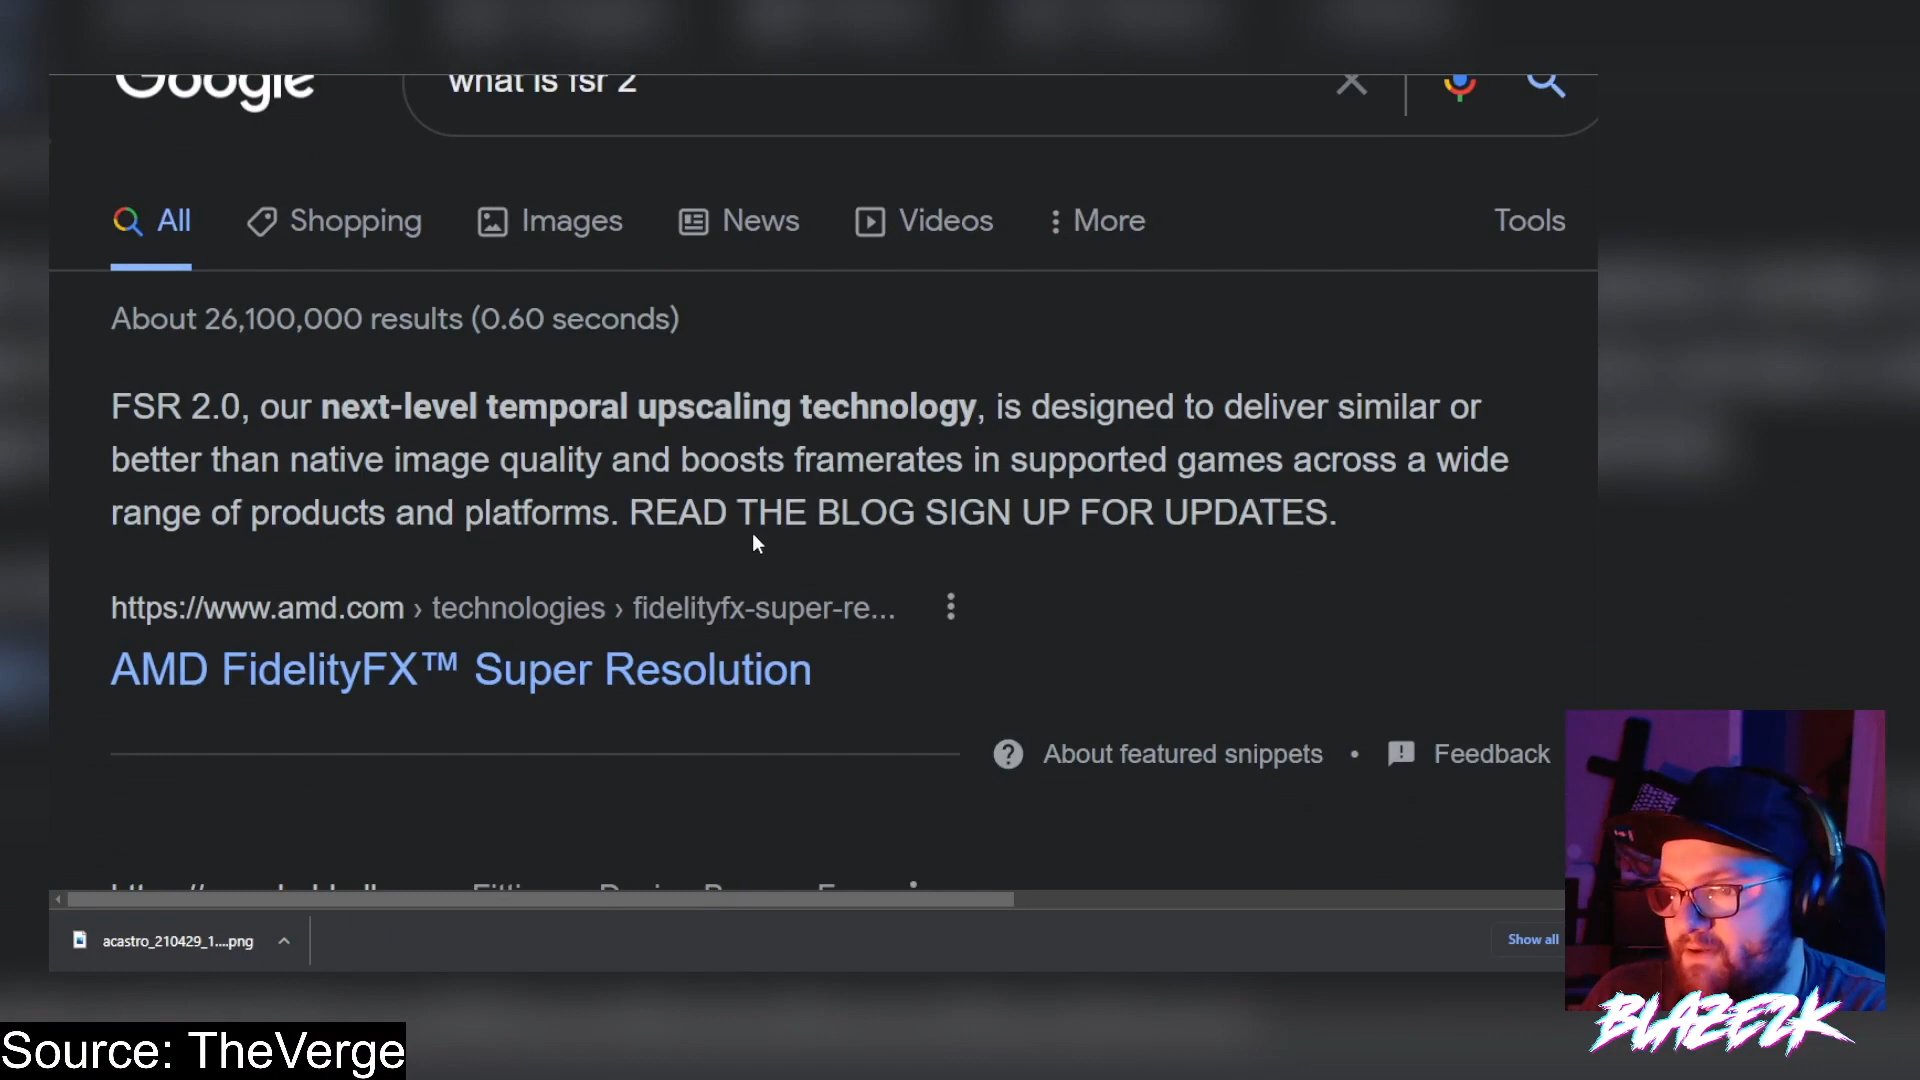 Google what is fsr 2
All Shopping Images News Videos More Tools
About 26,100,000 results (0.60 seconds)
FSR 2.0, our next-level temporal upscaling technology, is designed to deliver similar or
better than native image quality and boosts framerates in supported games across a wide
range of products and platforms. READ THE BLOG SIGN UP FOR UPDATES.
https://www.amd.com › technologies › fidelityfx-super-re...
AMD FidelityFX™ Super Resolution
About featured snippets • Feedback
acastro_210429_1....png Show all
BLAZE2K
Source: TheVerge